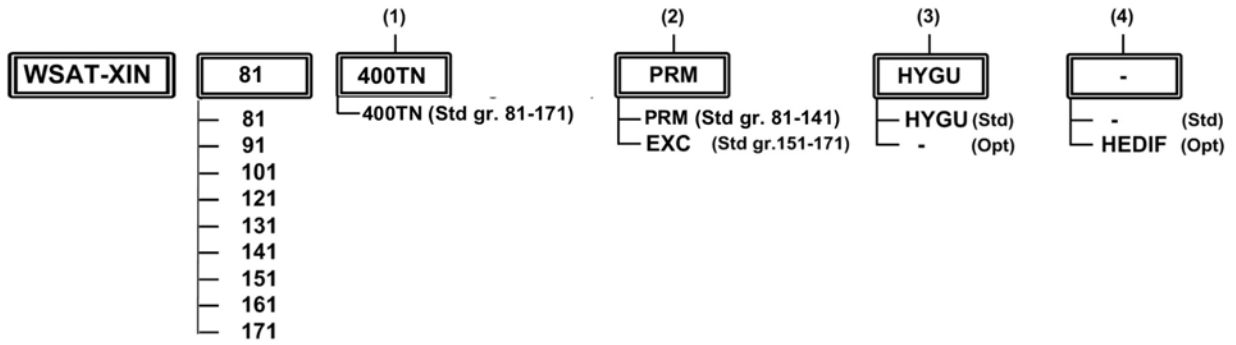 (1) (2) (3) (4)
WSAT-XIN 81 400TN PRM HYGU -
81 400TN (Std gr. 81-171) PRM (Std gr. 81-141) HYGU (Std) - (Std)
91 EXC (Std gr.151-171) - (Opt) HEDIF (Opt)
101
121
131
141
151
161
171